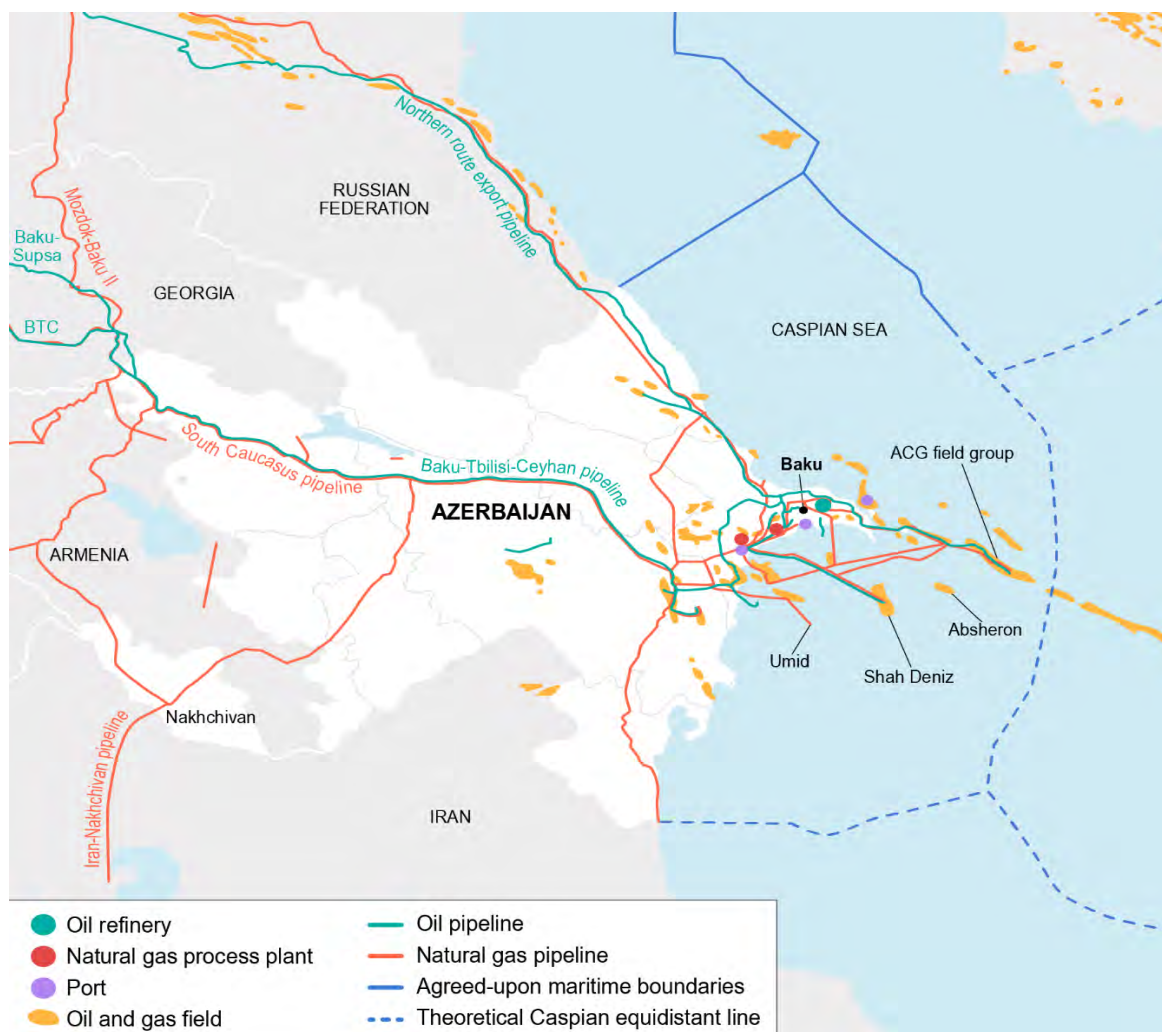 Northern route export pipeline
RUSSIAN
FEDERATION
Mozdok-Baku II
Baku-
Supsa
GEORGIA
BTC
CASPIAN SEA
South Caucasus pipeline
Baku-Tbilisi-Ceyhan pipeline
Baku
ACG field group
AZERBAIJAN
ARMENIA
Absheron
Umid
Shah Deniz
Nakhchivan
Iran-Nakhchivan pipeline
IRAN
Oil refinery
Natural gas process plant
Port
Oil and gas field
Oil pipeline
Natural gas pipeline
Agreed-upon maritime boundaries
Theoretical Caspian equidistant line